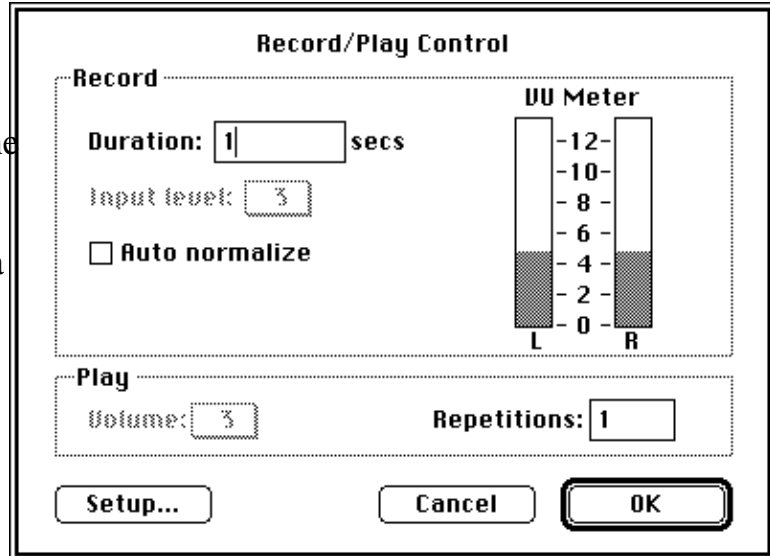 Record/Play Control
Record
VU Meter
Duration: 1 secs
Input level: 3
Auto normalize
-12-
-10-
- 8 -
- 6 -
- 4 -
- 2 -
- 0 -
L R
Play
Volume: 3 Repetitions: 1
Setup... Cancel OK